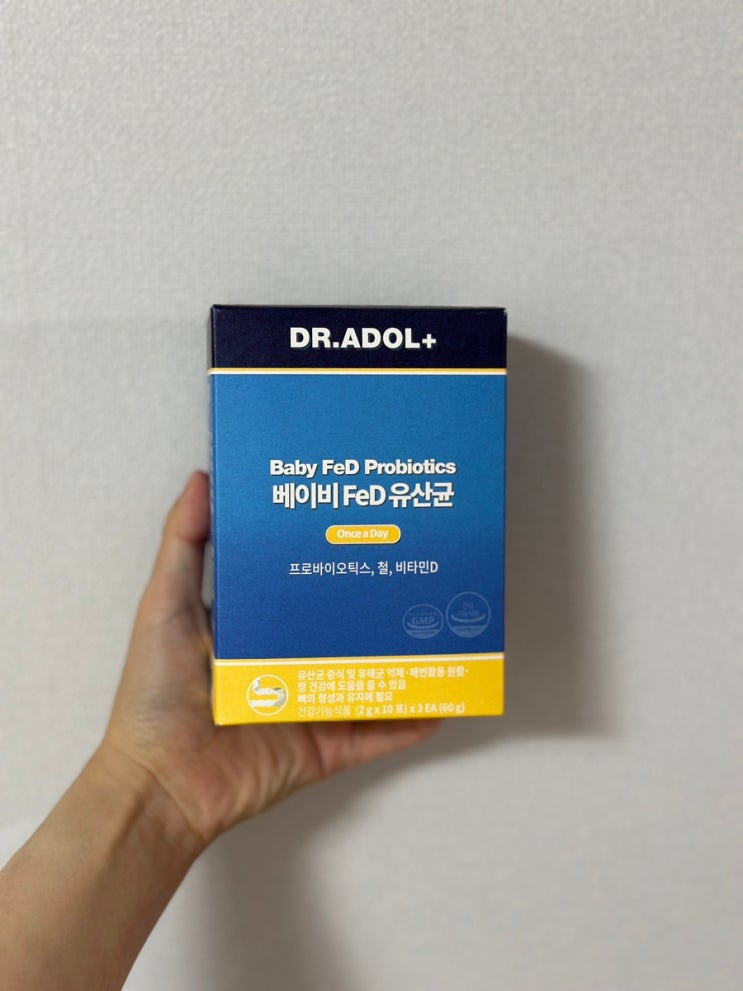 DR.ADOL+
Baby FeD Probiotics
베이비 FeD 유산균
Once a Day
프로바이오틱스, 철, 비타민D
GMP
유산균 증식 및 유해균 억제·배변활동 원활·
장 건강에 도움을 줄 수 있음
뼈의 형성과 유지에 필요
건강기능식품 (2 g x 10 포) x 3 EA (60 g)